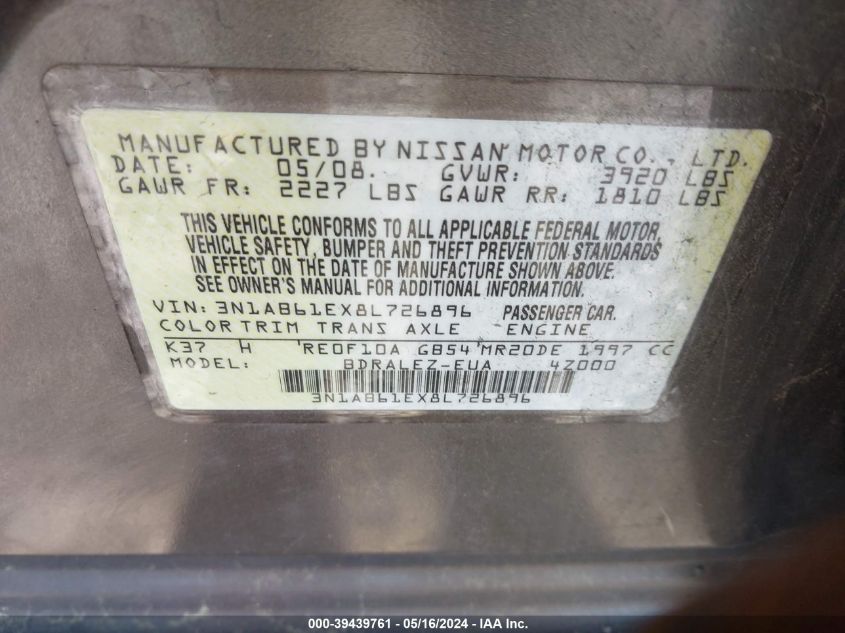 MANUFACTURED BY NISSAN MOTOR CO., LTD.
DATE: 05/08. GVWR: 3920 LBS
GAWR FR: 2227 LBS GAWR RR: 1810 LBS
THIS VEHICLE CONFORMS TO ALL APPLICABLE FEDERAL MOTOR
VEHICLE SAFETY, BUMPER AND THEFT PREVENTION STANDARDS
IN EFFECT ON THE DATE OF MANUFACTURE SHOWN ABOVE.
SEE OWNER'S MANUAL FOR ADDITIONAL INFORMATION.
VIN: 3N1AB61EX8L726896 PASSENGER CAR.
COLOR TRIM TRANS AXLE ENGINE
K37 H RE0F10A GB54 MR20DE 1997 CC
MODEL: BDRALEZ-EUA 4Z000
3N1AB61EX8L726896
000-39439761 - 05/16/2024 - IAA Inc.